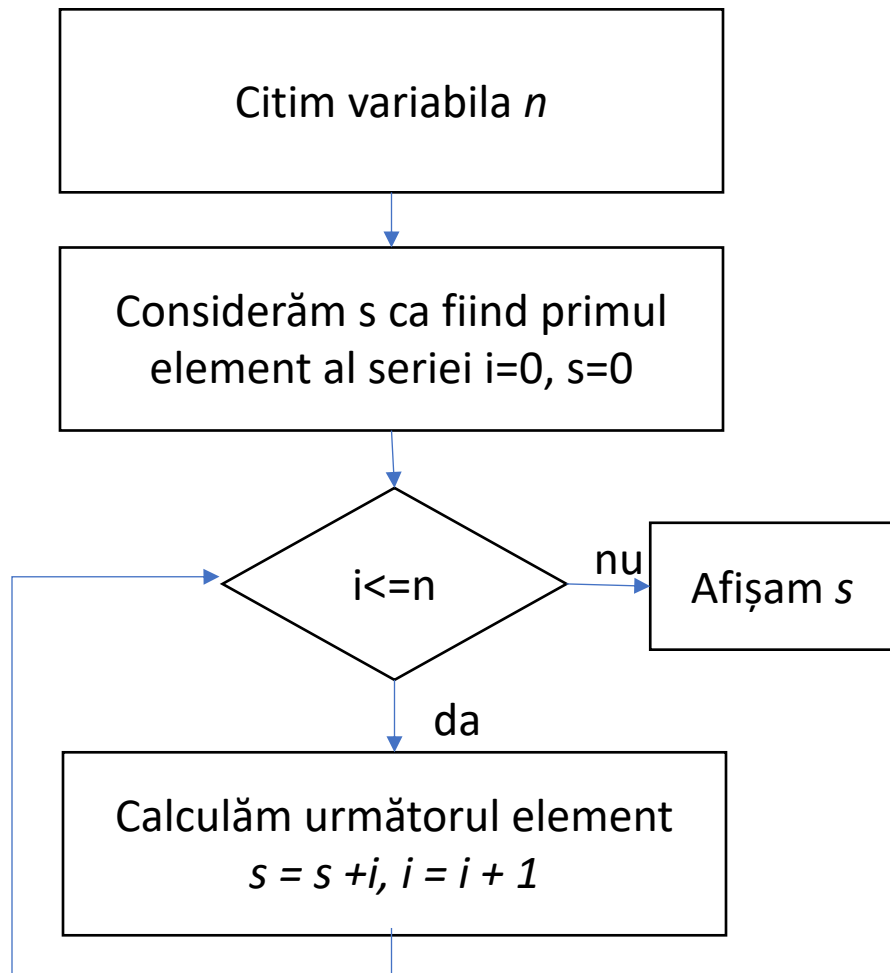 Citim variabila n
Considerăm s ca fiind primul
element al seriei i=0, s=0
i<=n
nu
Afișam s
da
Calculăm următorul element
s = s +i, i = i + 1